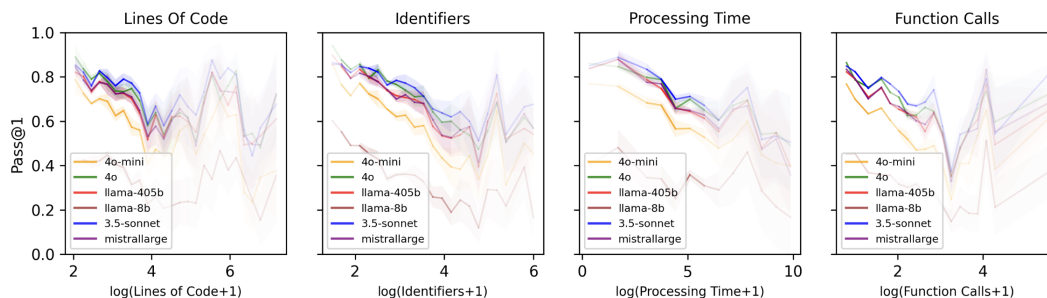 Lines Of Code
Identifiers
Processing Time
Function Calls
Pass@1
1.0
0.8
0.6
0.4
0.2
0.0
4o-mini
4o
llama-405b
llama-8b
3.5-sonnet
mistrallarge
4o-mini
4o
llama-405b
llama-8b
3.5-sonnet
mistrallarge
4o-mini
4o
llama-405b
llama-8b
3.5-sonnet
mistrallarge
4o-mini
4o
llama-405b
llama-8b
3.5-sonnet
mistrallarge
2 4 6
2 3 4 5 6
0 5 10
2 4
log(Lines of Code+1)
log(Identifiers+1)
log(Processing Time+1)
log(Function Calls+1)